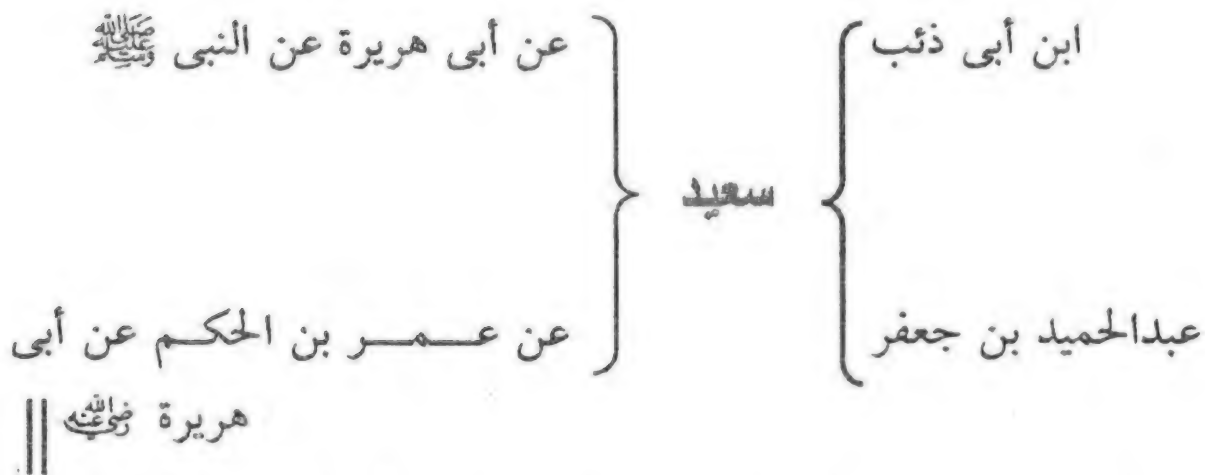 ابن أبى ذئب
عن أبى هريرة عن النبى ﷺ
سعيد
عبدالحميد بن جعفر
عن عمر بن الحكم عن أبى
هريرة رضي الله عنه